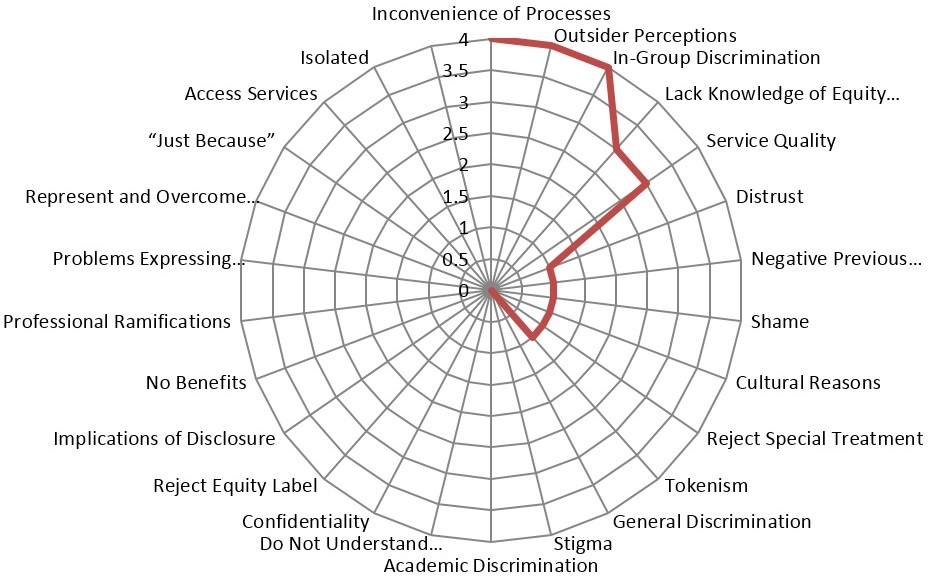 Inconvenience of Processes
Outsider Perceptions
In-Group Discrimination
Lack Knowledge of Equity...
Service Quality
Distrust
Negative Previous...
Shame
Cultural Reasons
Reject Special Treatment
Tokenism
General Discrimination
Stigma
Academic Discrimination
Do Not Understand...
Confidentiality
Reject Equity Label
Implications of Disclosure
No Benefits
Professional Ramifications
Problems Expressing...
Represent and Overcome...
“Just Because”
Access Services
Isolated
4
3.5
3
2.5
2
1.5
1
0.5
0